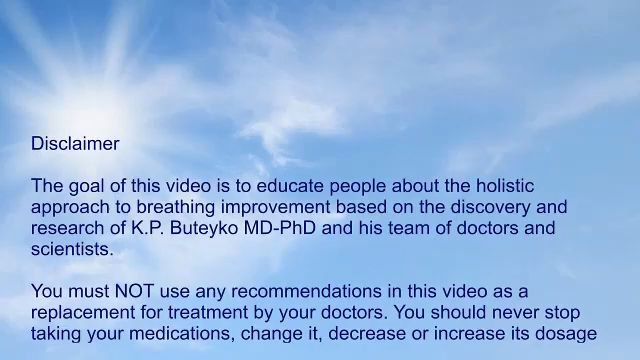 Disclaimer
The goal of this video is to educate people about the holistic
approach to breathing improvement based on the discovery and
research of K.P. Buteyko MD-PhD and his team of doctors and
scientists.
You must NOT use any recommendations in this video as a
replacement for treatment by your doctors. You should never stop
taking your medications, change it, decrease or increase its dosage